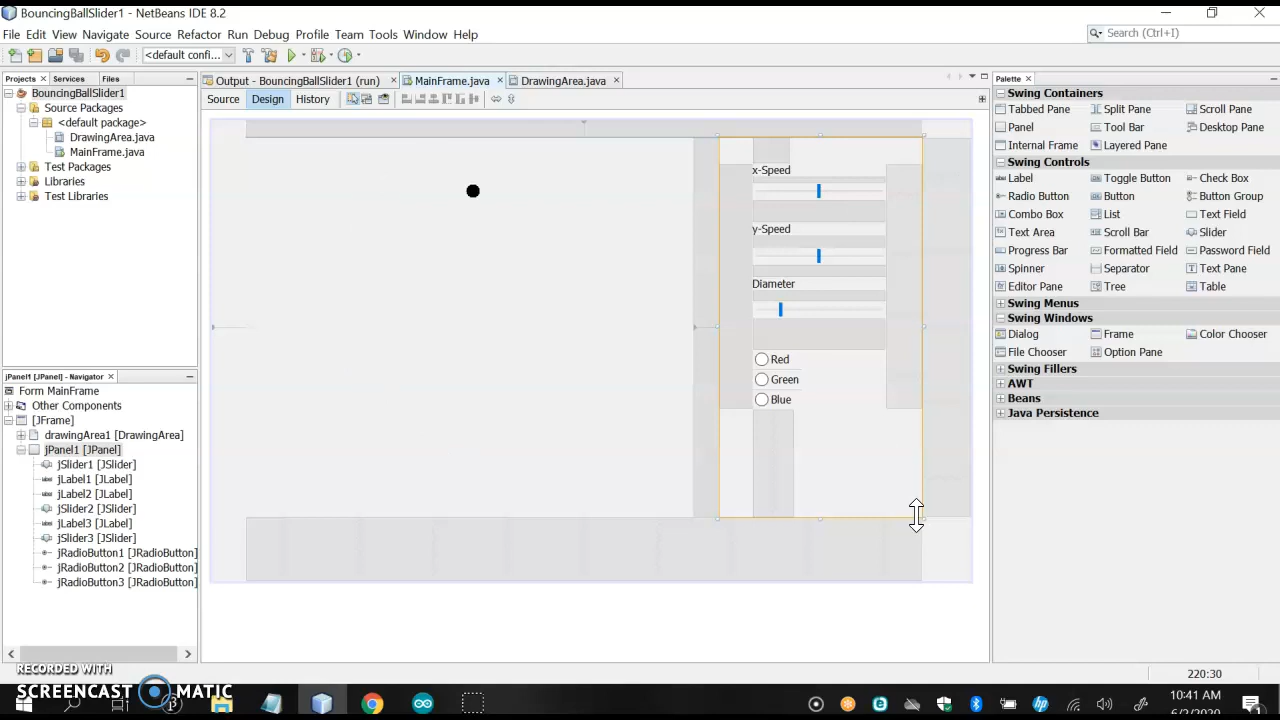 BouncingBallSlider1 - NetBeans IDE 8.2
File Edit View Navigate Source Refactor Run Debug Profile Team Tools Window Help
Search (Ctrl+I)
<default confi...
Projects Services Files
BouncingBallSlider1
Source Packages
<default package>
DrawingArea.java
MainFrame.java
Test Packages
Libraries
Test Libraries
jPanel1 [JPanel] - Navigator
Form MainFrame
Other Components
[JFrame]
drawingArea1 [DrawingArea]
jPanel1 [JPanel]
jSlider1 [JSlider]
jLabel1 [JLabel]
jLabel2 [JLabel]
jSlider2 [JSlider]
jLabel3 [JLabel]
jSlider3 [JSlider]
jRadioButton1 [JRadioButton]
jRadioButton2 [JRadioButton]
jRadioButton3 [JRadioButton]
Output - BouncingBallSlider1 (run) MainFrame.java DrawingArea.java
Source Design History
x-Speed
y-Speed
Diameter
Red
Green
Blue
Palette
Swing Containers
Tabbed Pane Split Pane Scroll Pane
Panel Tool Bar Desktop Pane
Internal Frame Layered Pane
Swing Controls
Label Toggle Button Check Box
Radio Button Button Button Group
Combo Box List Text Field
Text Area Scroll Bar Slider
Progress Bar Formatted Field Password Field
Spinner Separator Text Pane
Editor Pane Tree Table
Swing Menus
Swing Windows
Dialog Frame Color Chooser
File Chooser Option Pane
Swing Fillers
AWT
Beans
Java Persistence
220:30
RECORDED WITH
SCREENCAST MATIC
10:41 AM
6/2/2020